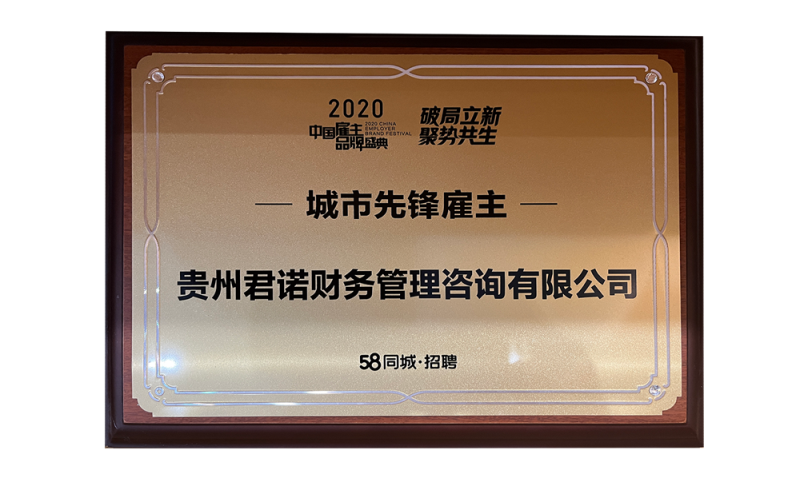 2020
中国雇主
品牌盛典
2020 CHINA
EMPLOYER
BRAND FESTIVAL
破局立新
聚势共生
城市先锋雇主
贵州君诺财务管理咨询有限公司
58同城·招聘